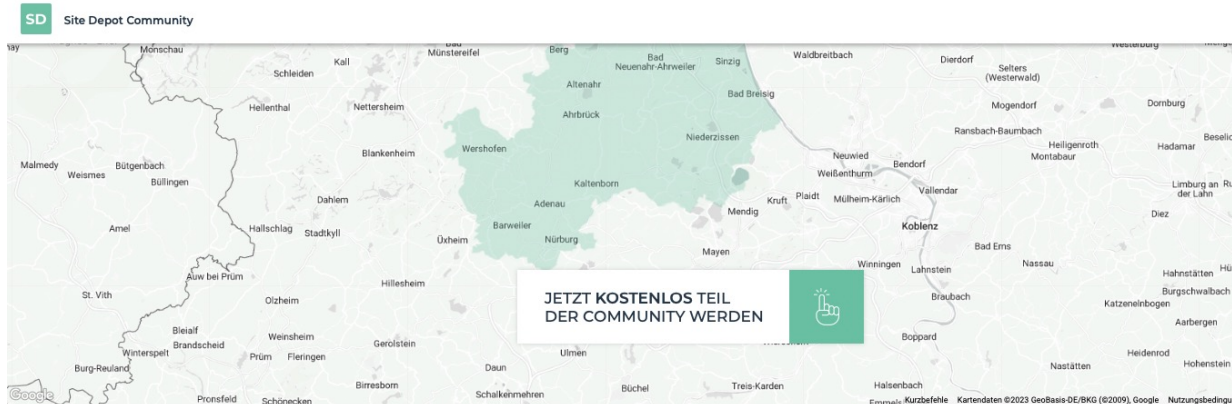 SD Site Depot Community
Monschau
Kall
Münstereifel
Berg
Bad
Neuenahr-Ahrweiler
Sinzig
Waldbreitbach
Dierdorf
Selters
(Westerwald)
Schleiden
Altenahr
Bad Breisig
Mogendorf
Dornburg
Hellenthal
Nettersheim
Ahrbrück
Niederzissen
Ransbach-Baumbach
Heiligenroth
Montabaur
Hadamar
Wershofen
Blankenheim
Neuwied
Weißenthurm
Bendorf
Malmedy
Weismes
Bütgenbach
Büllingen
Kaltenborn
Limburg an
der Lahn
Dahlem
Adenau
Mendig
Kruft
Plaidt
Mülheim-Kärlich
Vallendar
Diez
Amel
Hallschlag
Stadtkyll
Barweiler
Nürburg
Üxheim
Koblenz
Mayen
Bad Ems
Nassau
Auw bei Prüm
Winningen
Lahnstein
Hahnstätten
St. Vith
Olzheim
Hillesheim
JETZT KOSTENLOS TEIL
DER COMMUNITY WERDEN
Braubach
Katzenelnbogen
Burgschwalbach
Aarbergen
Bleialf
Brandscheid
Winterspelt
Weinsheim
Prüm
Fleringen
Gerolstein
Ulmen
Boppard
Heidenrod
Hohenstein
Burg-Reuland
Daun
Nastätten
Google
Pronsfeld
Schönecken
Birresborn
Schalkenmehren
Büchel
Treis-Karden
Halsenbach
Kurzbefehle Kartendaten ©2023 GeoBasis-DE/BKG (©2009), Google